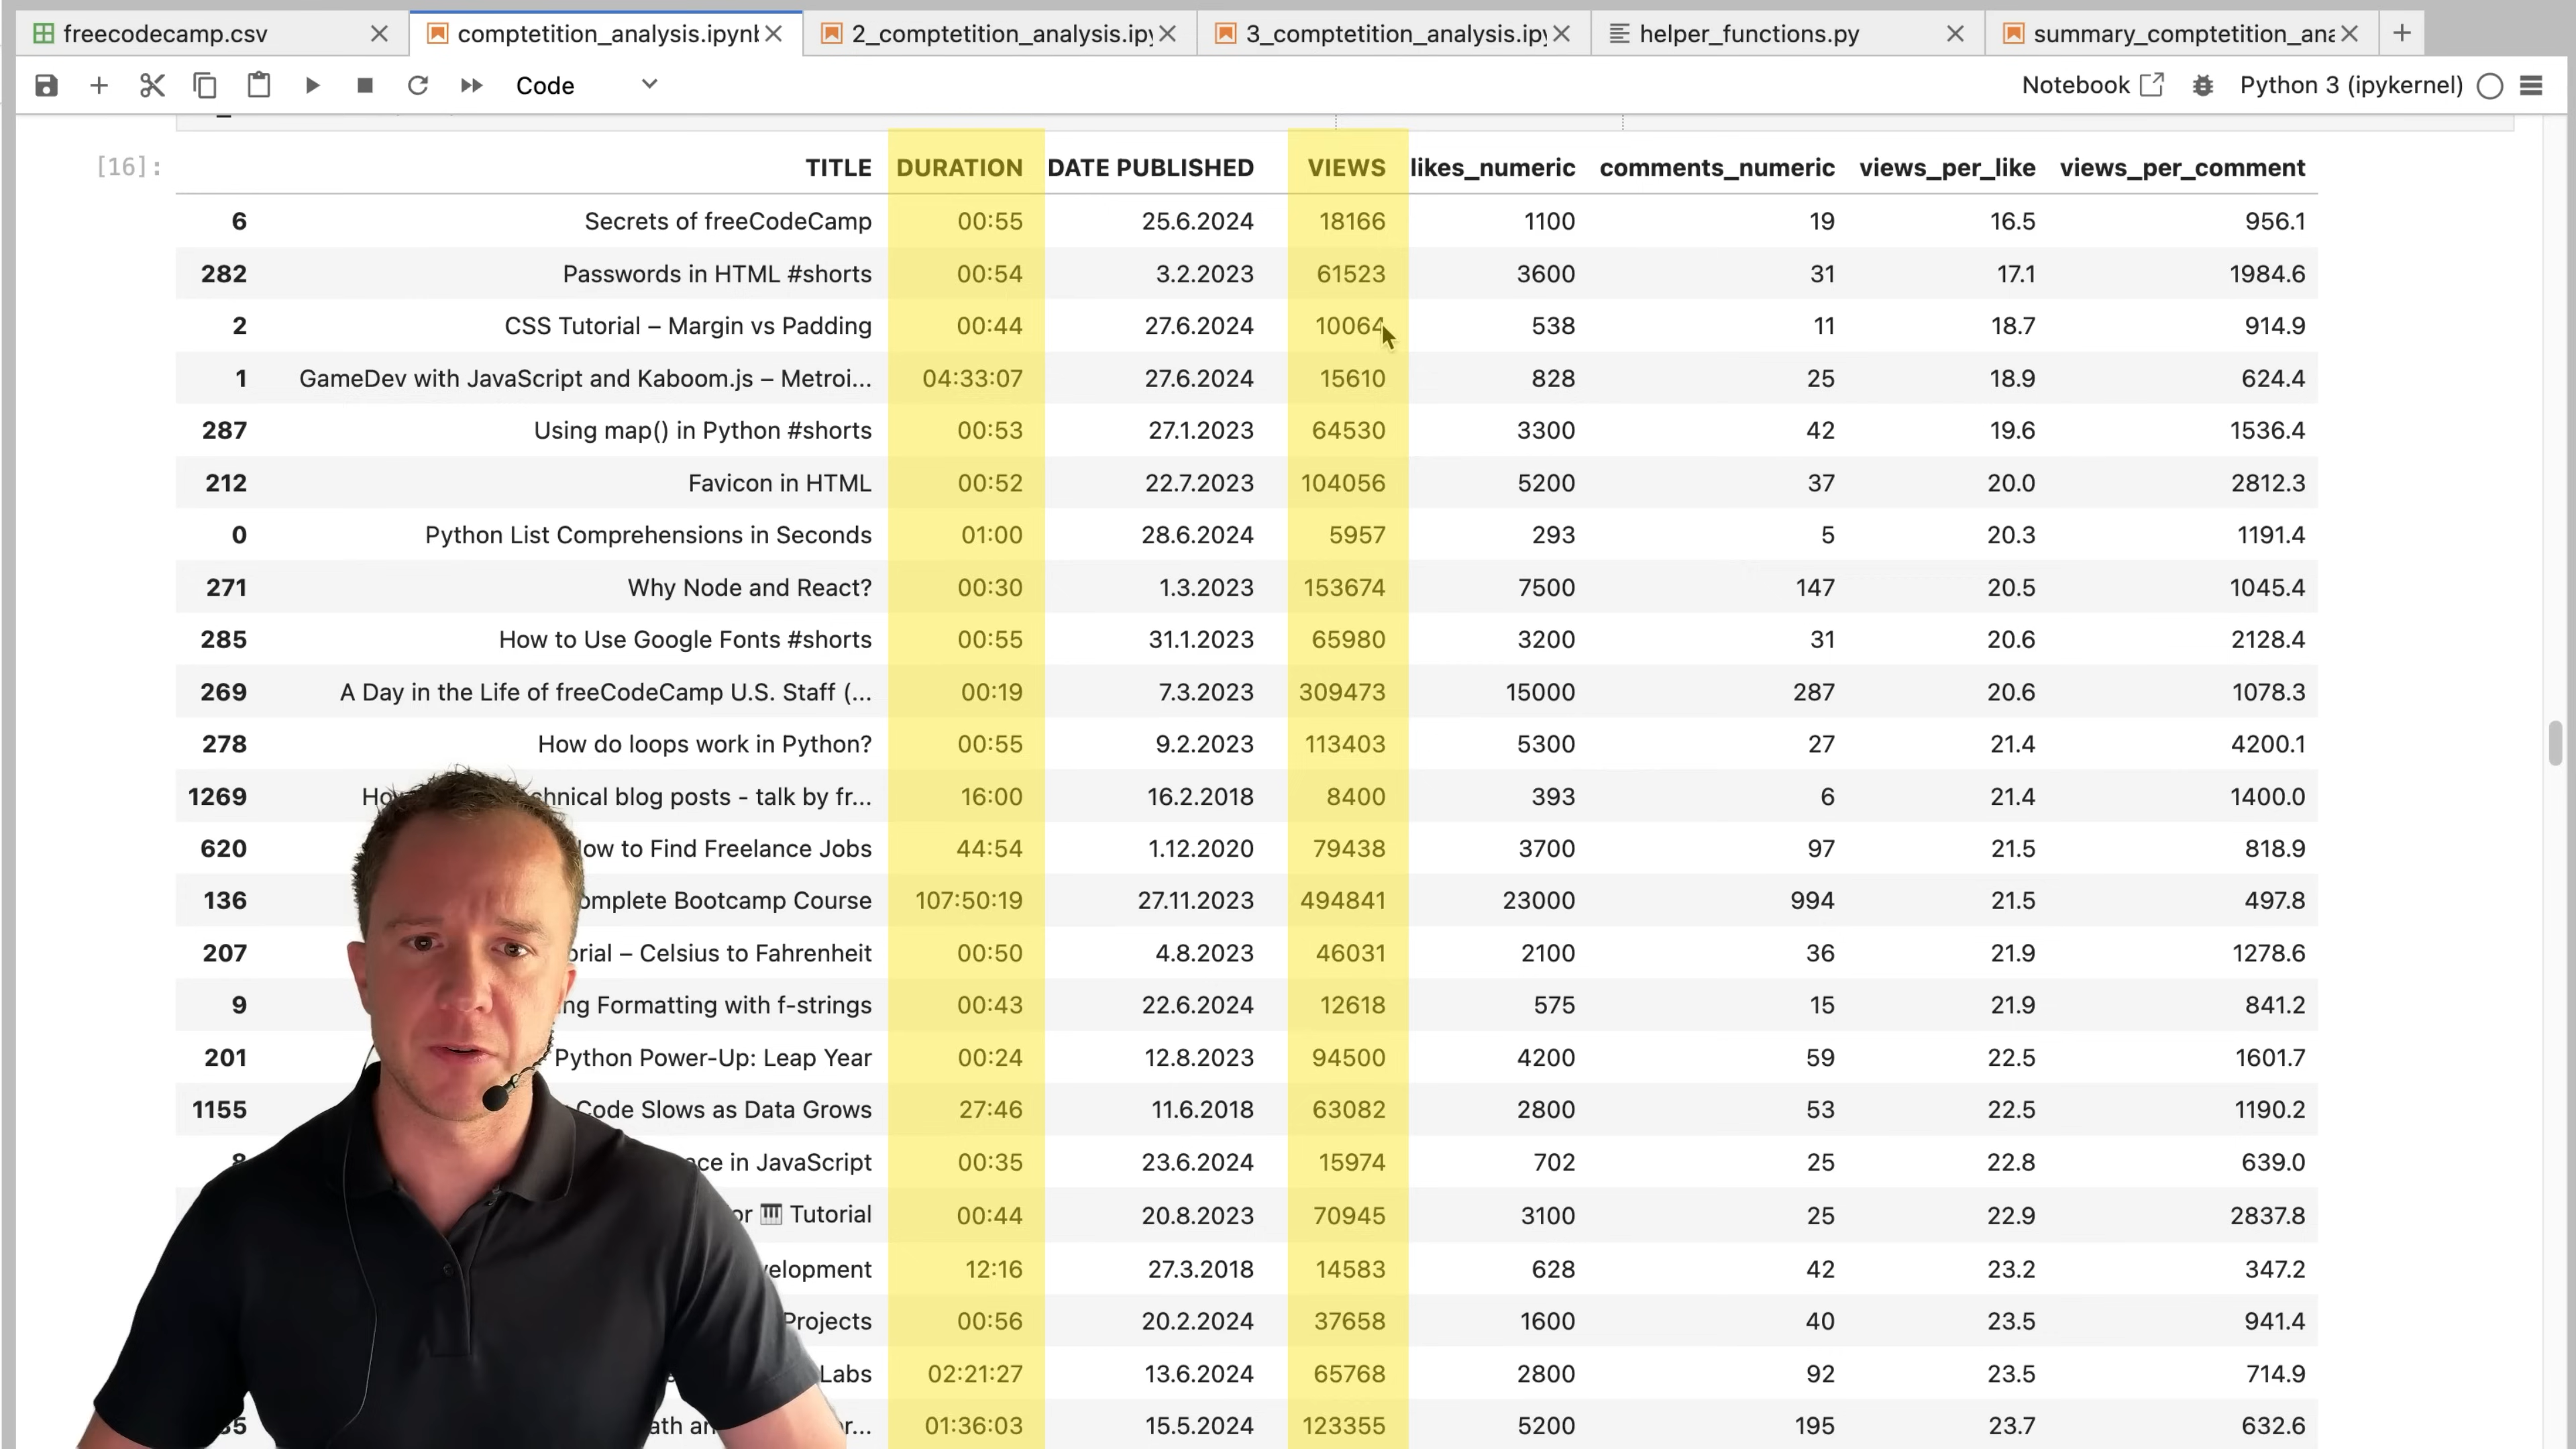 freecodecamp.csv comptetition_analysis.ipynb 2_comptetition_analysis.ipy 3_comptetition_analysis.ipy helper_functions.py summary_comptetition_ana
Code Notebook Python 3 (ipykernel)
[16]: TITLE DURATION DATE PUBLISHED VIEWS likes_numeric comments_numeric views_per_like views_per_comment
6 Secrets of freeCodeCamp 00:55 25.6.2024 18166 1100 19 16.5 956.1
282 Passwords in HTML #shorts 00:54 3.2.2023 61523 3600 31 17.1 1984.6
2 CSS Tutorial – Margin vs Padding 00:44 27.6.2024 10064 538 11 18.7 914.9
1 GameDev with JavaScript and Kaboom.js – Metroi... 04:33:07 27.6.2024 15610 828 25 18.9 624.4
287 Using map() in Python #shorts 00:53 27.1.2023 64530 3300 42 19.6 1536.4
212 Favicon in HTML 00:52 22.7.2023 104056 5200 37 20.0 2812.3
0 Python List Comprehensions in Seconds 01:00 28.6.2024 5957 293 5 20.3 1191.4
271 Why Node and React? 00:30 1.3.2023 153674 7500 147 20.5 1045.4
285 How to Use Google Fonts #shorts 00:55 31.1.2023 65980 3200 31 20.6 2128.4
269 A Day in the Life of freeCodeCamp U.S. Staff (... 00:19 7.3.2023 309473 15000 287 20.6 1078.3
278 How do loops work in Python? 00:55 9.2.2023 113403 5300 27 21.4 4200.1
1269 blog posts - talk by fr... 16:00 16.2.2018 8400 393 6 21.4 1400.0
620 to Find Freelance Jobs 44:54 1.12.2020 79438 3700 97 21.5 818.9
136 Bootcamp Course 107:50:19 27.11.2023 494841 23000 994 21.5 497.8
207 – Celsius to Fahrenheit 00:50 4.8.2023 46031 2100 36 21.9 1278.6
9 Formatting with f-strings 00:43 22.6.2024 12618 575 15 21.9 841.2
201 Python Power-Up: Leap Year 00:24 12.8.2023 94500 4200 59 22.5 1601.7
1155 Code Slows as Data Grows 27:46 11.6.2018 63082 2800 53 22.5 1190.2
8 in JavaScript 00:35 23.6.2024 15974 702 25 22.8 639.0
Tutorial 00:44 20.8.2023 70945 3100 25 22.9 2837.8
12:16 27.3.2018 14583 628 42 23.2 347.2
Projects 00:56 20.2.2024 37658 1600 40 23.5 941.4
Labs 02:21:27 13.6.2024 65768 2800 92 23.5 714.9
01:36:03 15.5.2024 123355 5200 195 23.7 632.6